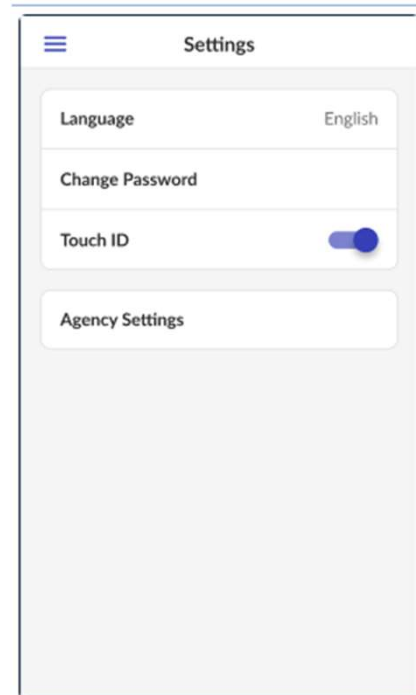 Settings
Language English
Change Password
Touch ID
Agency Settings